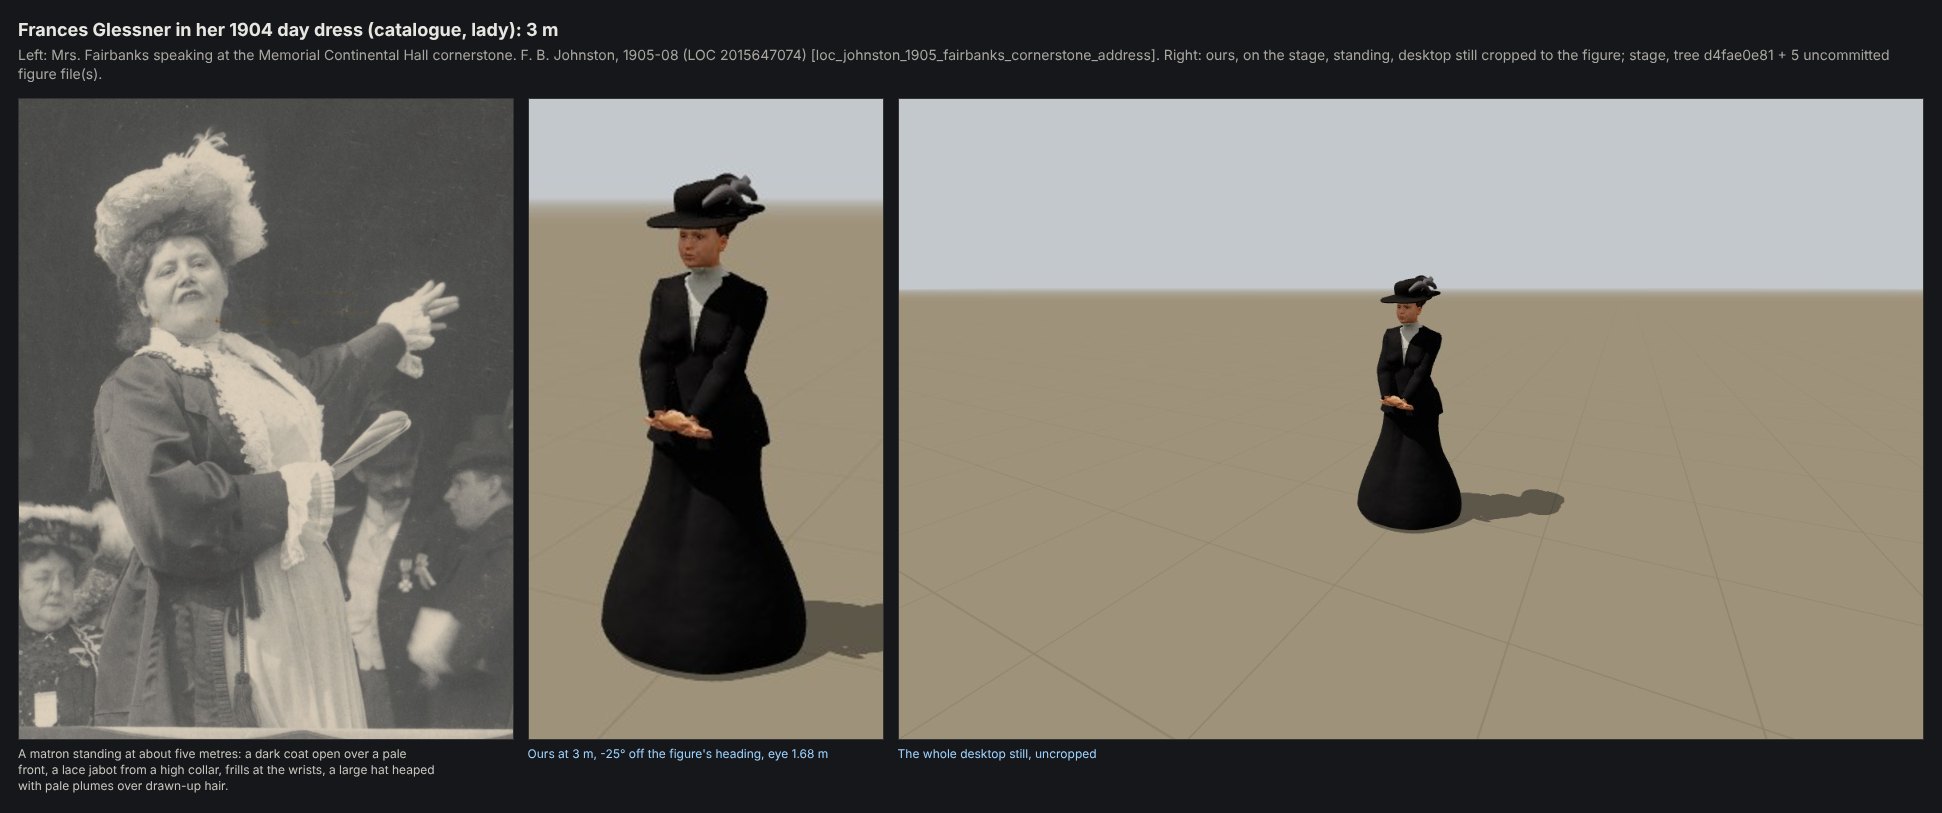 Frances Glessner in her 1904 day dress (catalogue, lady): 3 m
Left: Mrs. Fairbanks speaking at the Memorial Continental Hall cornerstone. F. B. Johnston, 1905-08 (LOC 2015647074) [loc_johnston_1905_fairbanks_cornerstone_address]. Right: ours, on the stage, standing, desktop still cropped to the figure; stage, tree d4fae0e81 + 5 uncommitted
figure file(s).
A matron standing at about five metres: a dark coat open over a pale
front, a lace jabot from a high collar, frills at the wrists, a large hat heaped
with pale plumes over drawn-up hair.
Ours at 3 m, -25° off the figure's heading, eye 1.68 m
The whole desktop still, uncropped